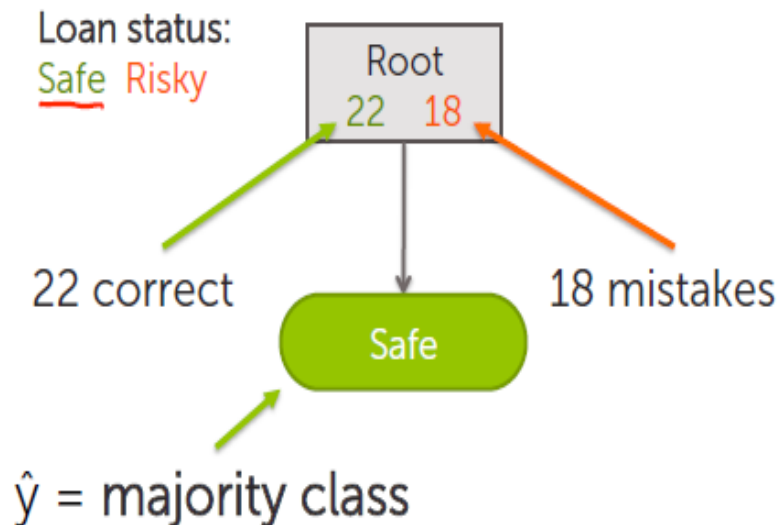 Loan status:
Safe Risky
Root
22 18
22 correct
18 mistakes
Safe
ŷ = majority class